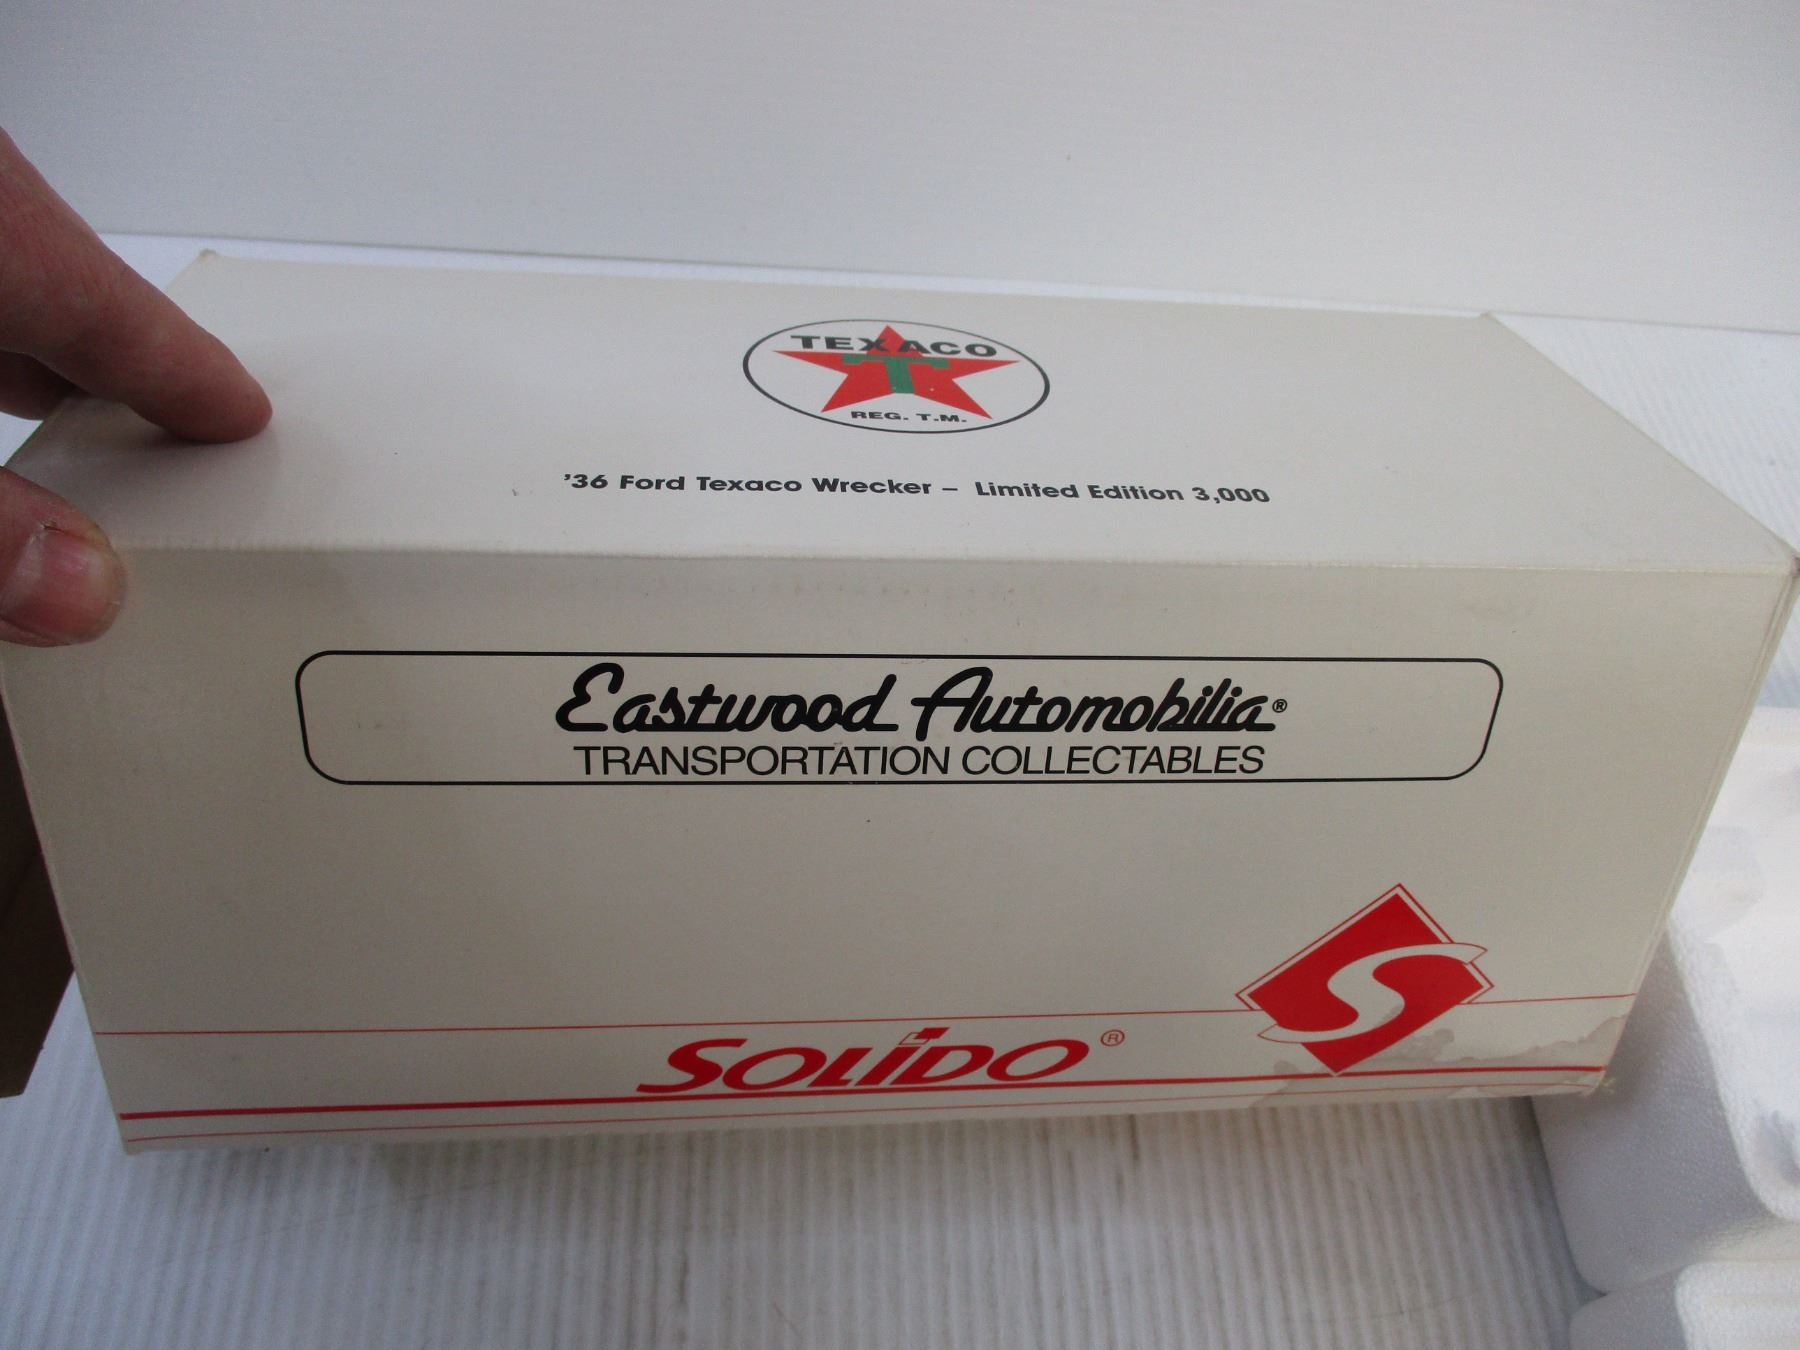 TEXACO
T
REG. T.M.
'36 Ford Texaco Wrecker – Limited Edition 3,000
Eastwood Automobilia®
TRANSPORTATION COLLECTABLES
S
SOLIDO®